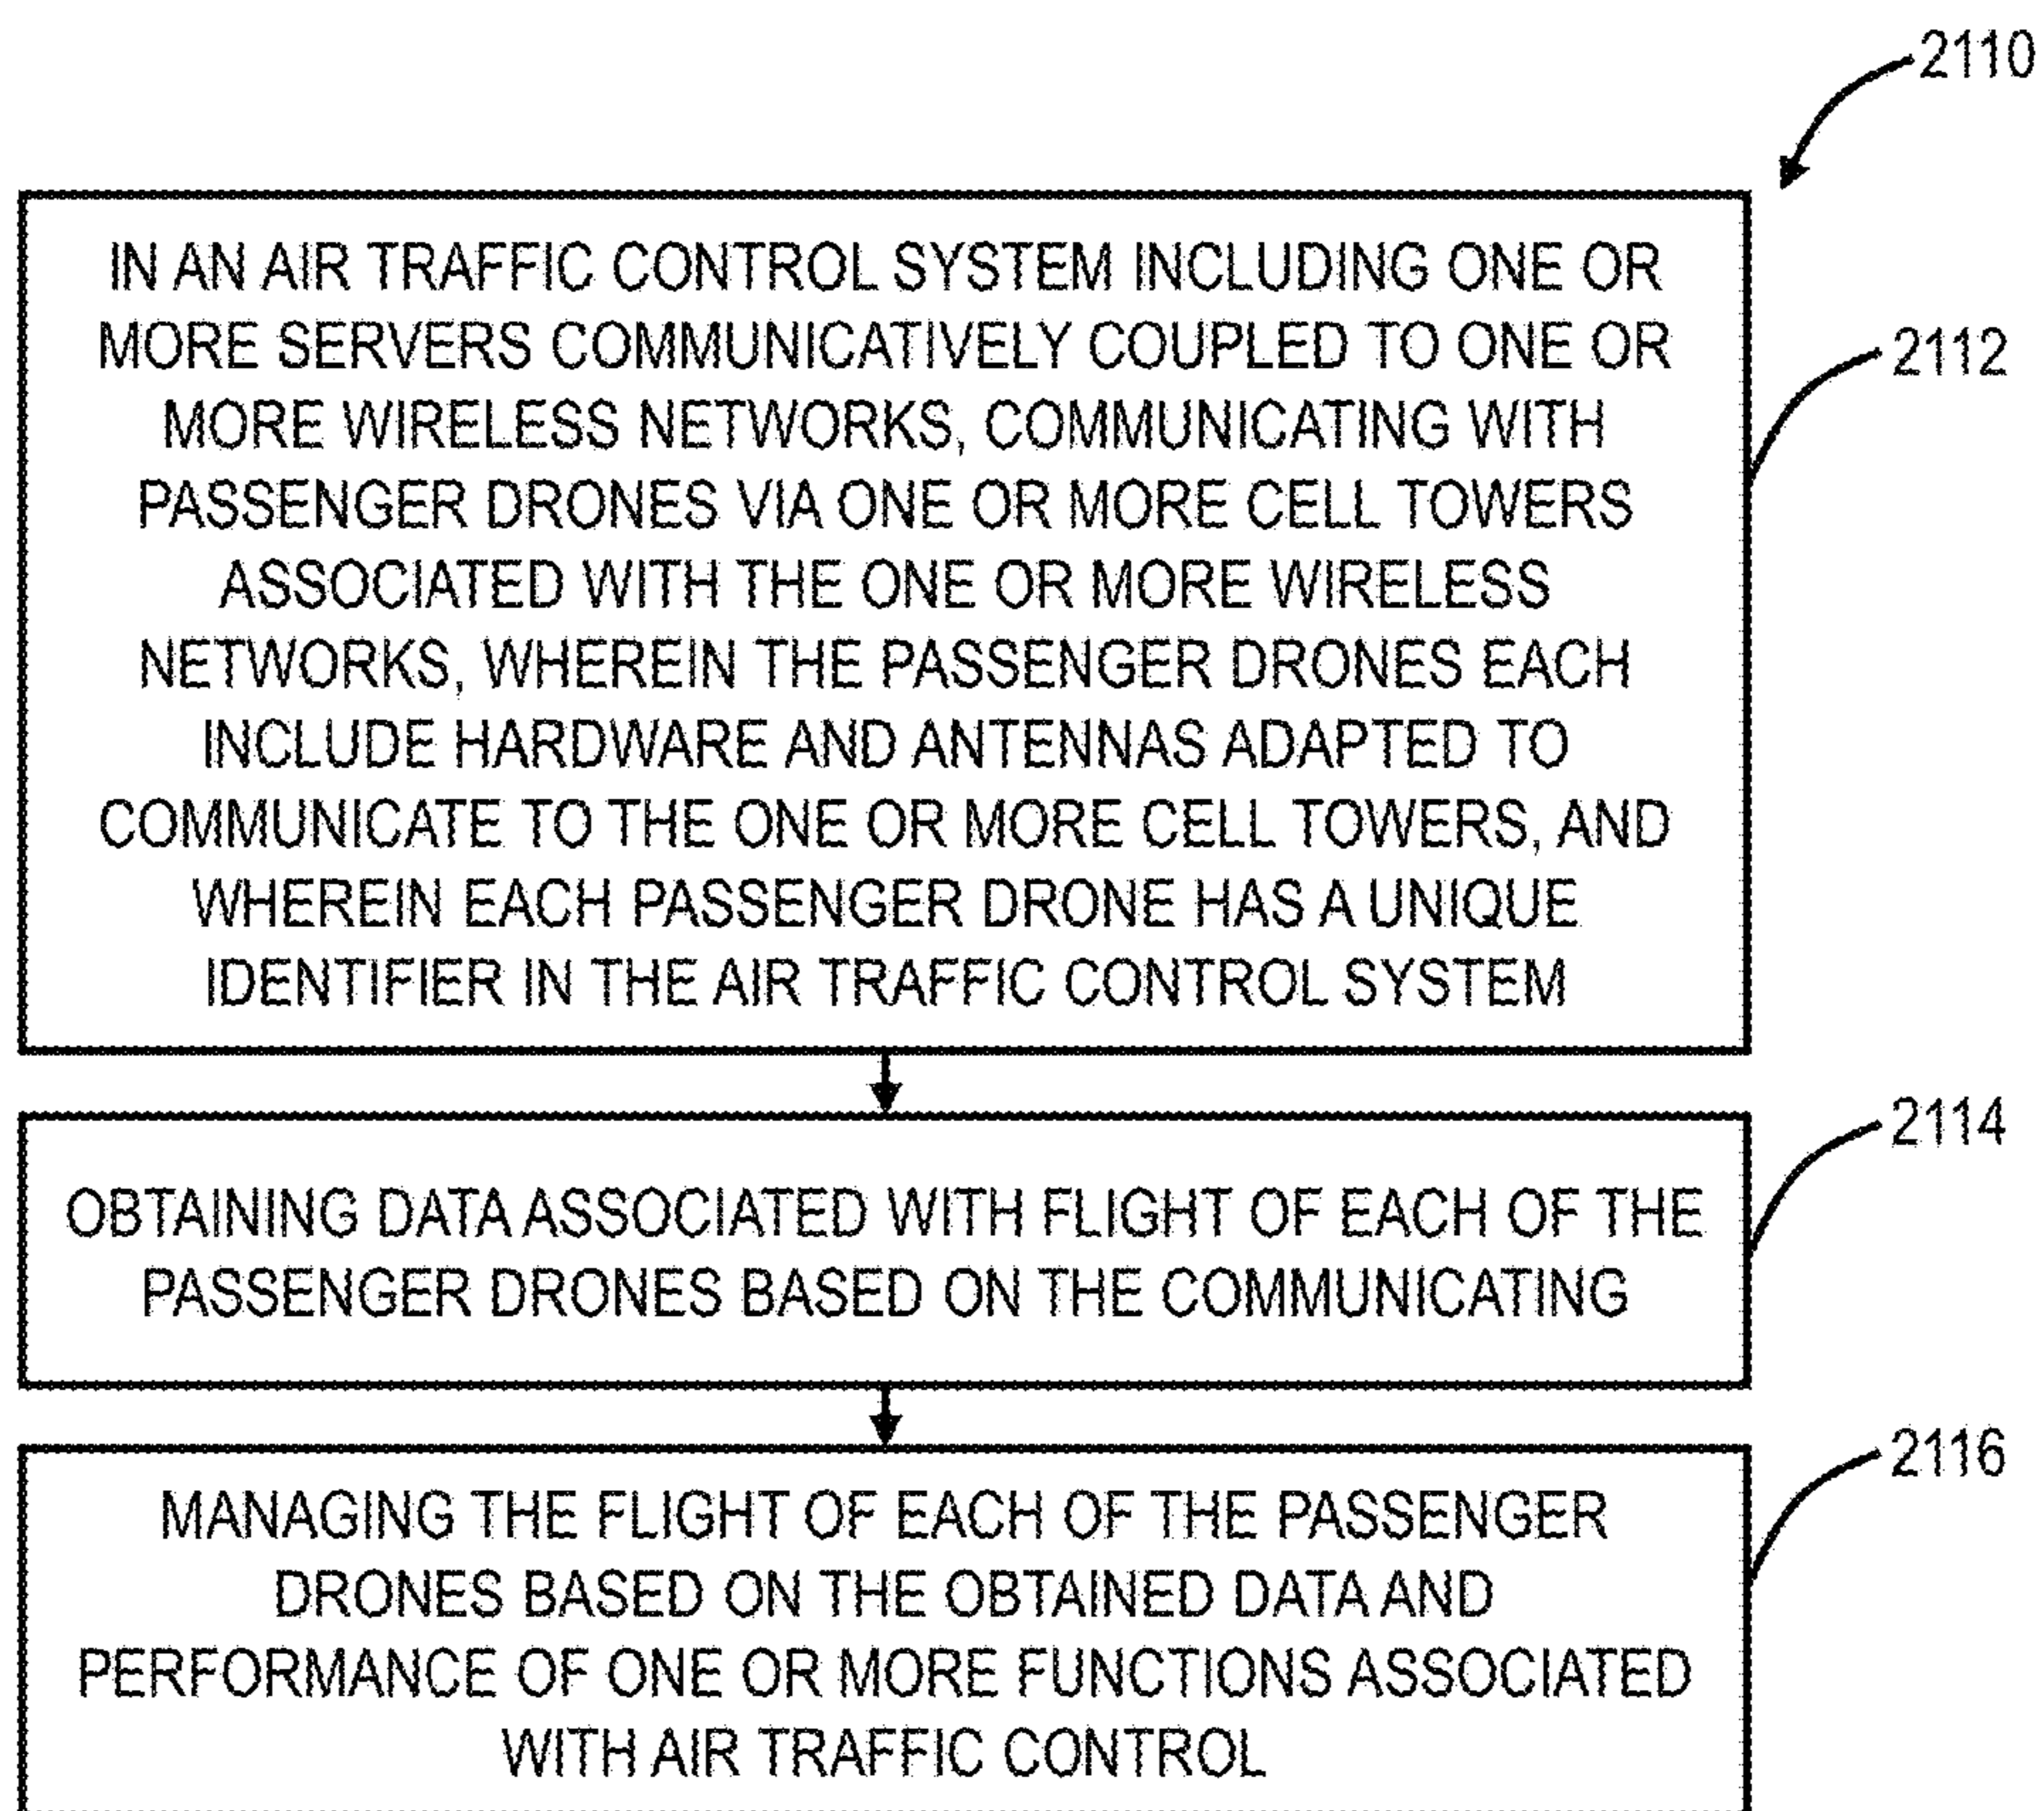 2110
IN AN AIR TRAFFIC CONTROL SYSTEM INCLUDING ONE OR
MORE SERVERS COMMUNICATIVELY COUPLED TO ONE OR
2112
MORE WIRELESS NETWORKS, COMMUNICATING WITH
PASSENGER DRONES VIA ONE OR MORE CELL TOWERS
ASSOCIATED WITH THE ONE OR MORE WIRELESS
NETWORKS, WHEREIN THE PASSENGER DRONES EACH
INCLUDE HARDWARE AND ANTENNAS ADAPTED TO
COMMUNICATE TO THE ONE OR MORE CELL TOWERS, AND
WHEREIN EACH PASSENGER DRONE HAS A UNIQUE
IDENTIFIER IN THE AIR TRAFFIC CONTROL SYSTEM
2114
OBTAINING DATA ASSOCIATED WITH FLIGHT OF EACH OF THE
PASSENGER DRONES BASED ON THE COMMUNICATING
2116
MANAGING THE FLIGHT OF EACH OF THE PASSENGER
DRONES BASED ON THE OBTAINED DATA AND
PERFORMANCE OF ONE OR MORE FUNCTIONS ASSOCIATED
WITH AIR TRAFFIC CONTROL